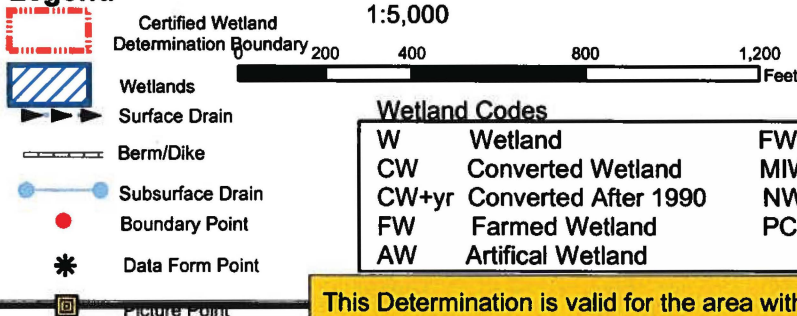 Certified Wetland
Determination Boundary
Wetlands
Surface Drain
Berm/Dike
Subsurface Drain
Boundary Point
Data Form Point
Picture Point
1:5,000
0 200 400 800 1,200
Feet
Wetland Codes
W Wetland FW
CW Converted Wetland
CW+yr Converted After 1990
FW Farmed Wetland PC
AW Artifical Wetland
This Determination is valid for the area with